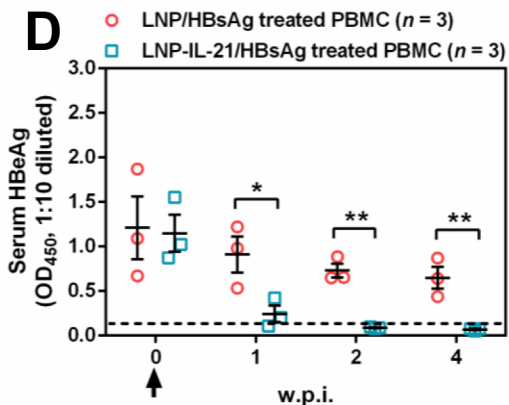 D
LNP/HBsAg treated PBMC (n = 3)
LNP-IL-21/HBsAg treated PBMC (n = 3)
Serum HBeAg
(OD450, 1:10 diluted)
3.0
2.5
2.0
1.5
1.0
0.5
0.0
*
**
**
0 1 2 4
w.p.i.